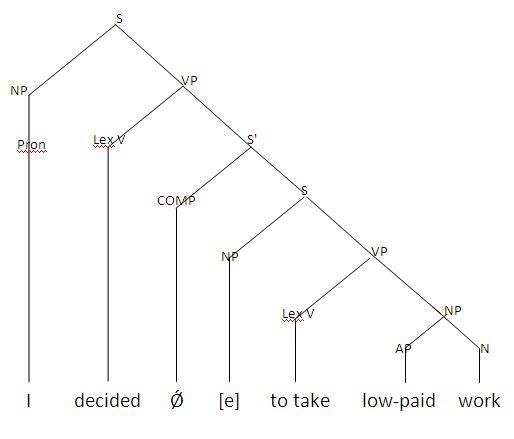 S
NP VP
Pron Lex V S'
COMP S
NP VP
Lex V NP
AP N
I decided Ǿ [e] to take low-paid work